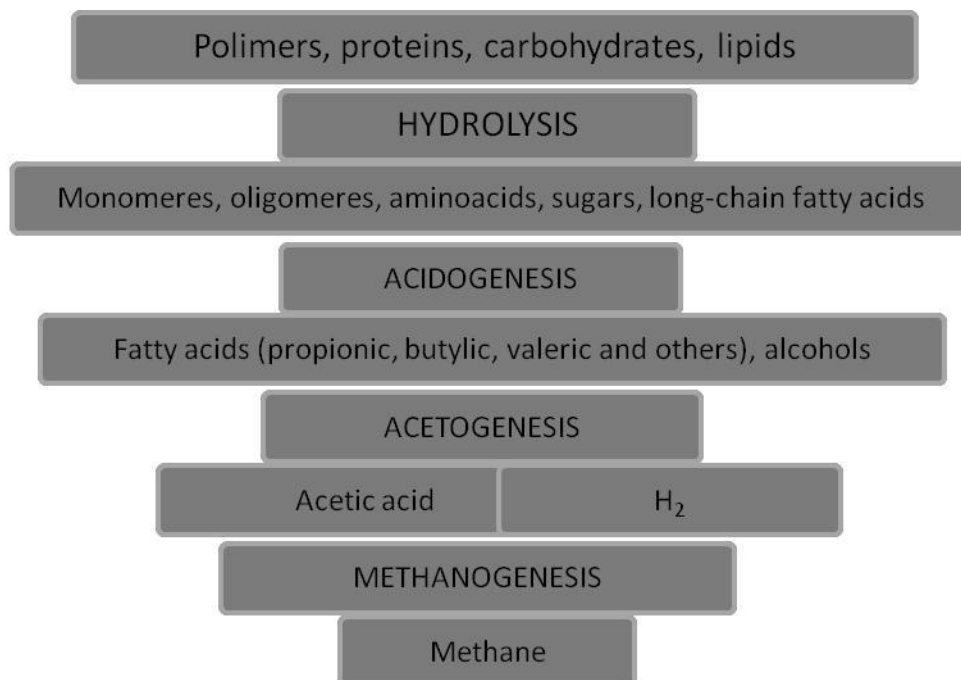 Polimers, proteins, carbohydrates, lipids
HYDROLYSIS
Monomeres, oligomeres, aminoacids, sugars, long-chain fatty acids
ACIDOGENESIS
Fatty acids (propionic, butylic, valeric and others), alcohols
ACETOGENESIS
Acetic acid H₂
METHANOGENESIS
Methane